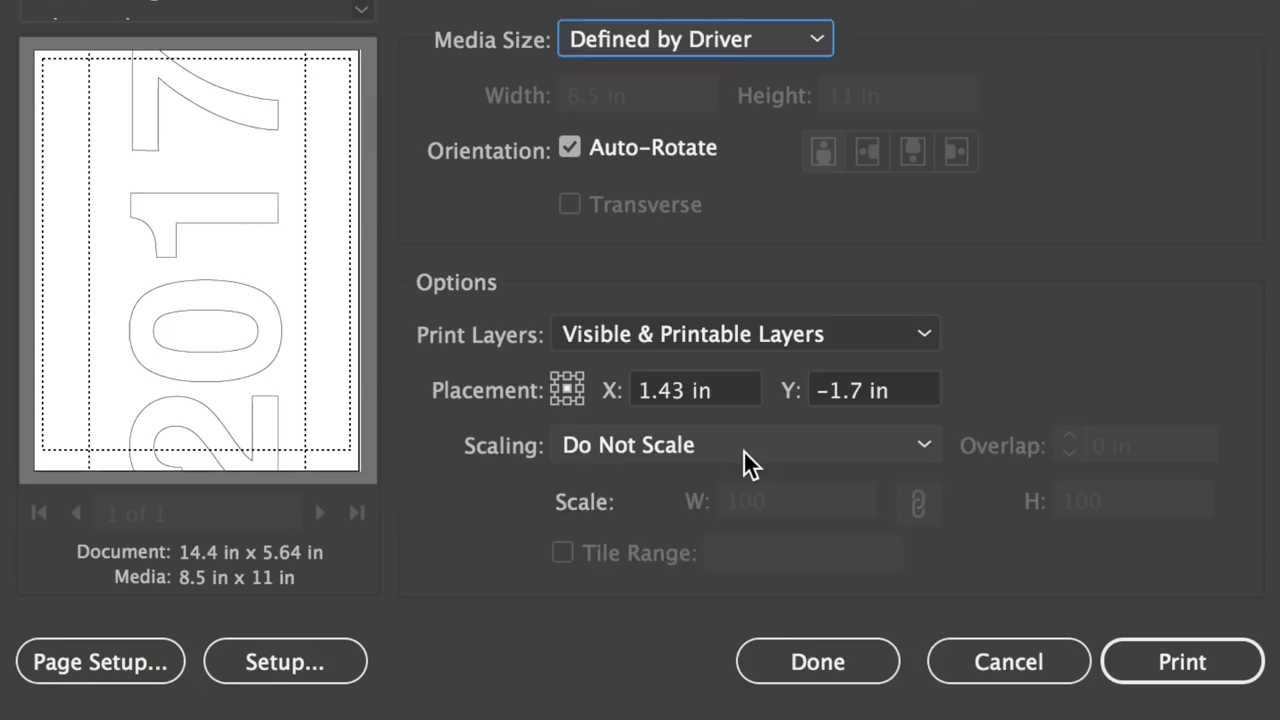 Media Size: Defined by Driver
Width: 8.5 in Height: 11 in
Orientation: Auto-Rotate
Transverse
2017
Options
Print Layers: Visible & Printable Layers
Placement: X: 1.43 in Y: -1.7 in
Scaling: Do Not Scale Overlap: 0 in
Scale: W: 100 H: 100
1 of 1
Document: 14.4 in x 5.64 in
Media: 8.5 in x 11 in
Tile Range:
Page Setup... Setup... Done Cancel Print